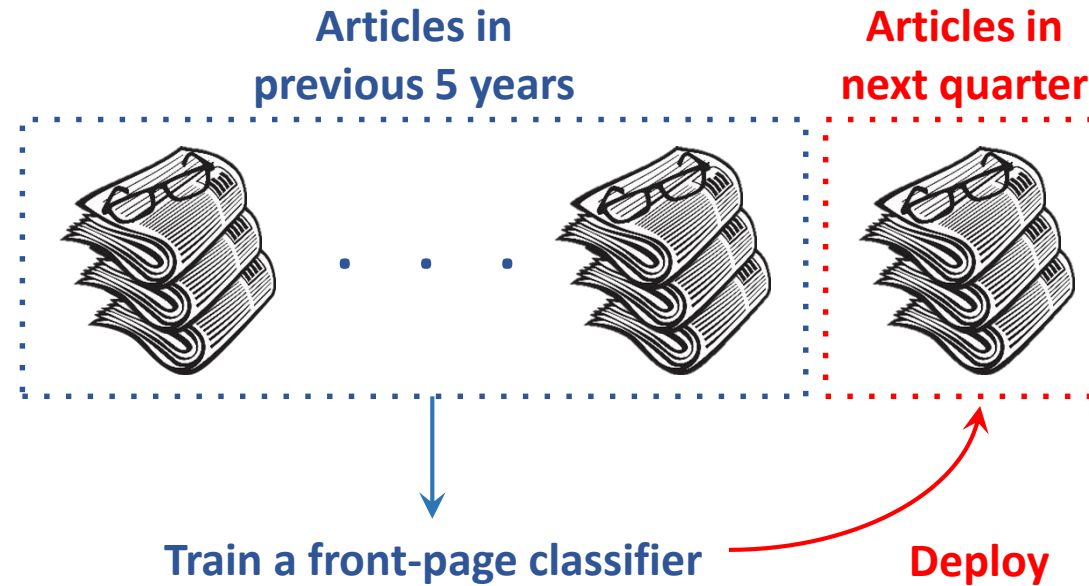 Articles in
previous 5 years
Articles in
next quarter
Train a front-page classifier
Deploy